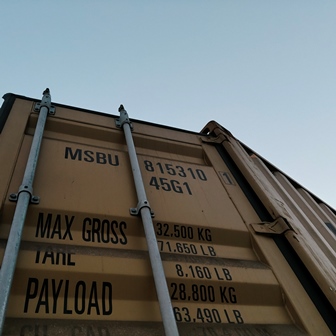 MSBU 815310 1
45G1
MAX GROSS 32.500 KG
71.650 LB
TARE
8.160 LB
PAYLOAD 28.800 KG
63.490 LB